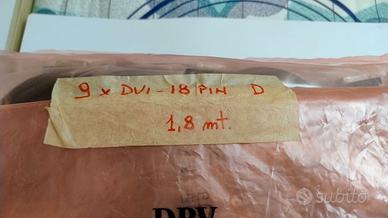 9 x DVI - 18 PIN D
1,8 mt.
DPV
subito